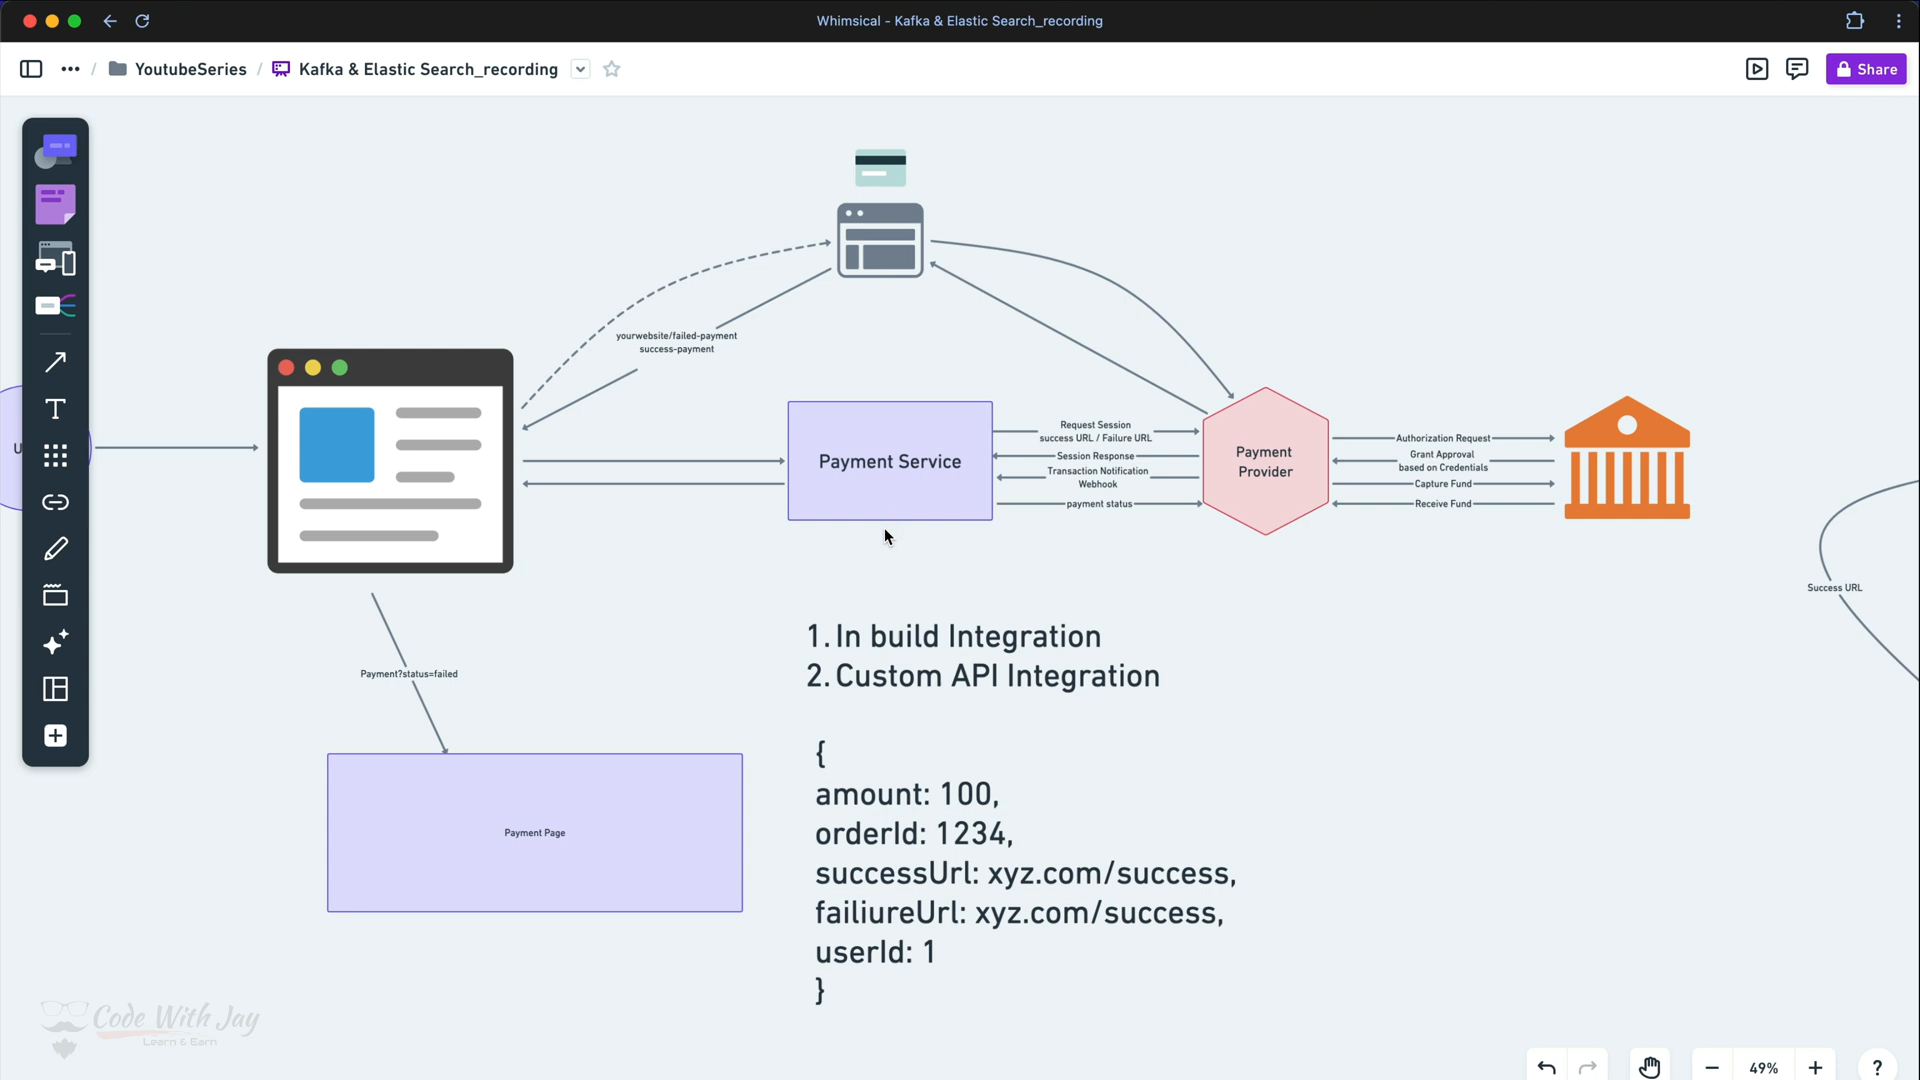 Whimsical - Kafka & Elastic Search_recording
YoutubeSeries / Kafka & Elastic Search_recording
Share
yourwebsite/failed-payment
success-payment
U
Payment Service
Request Session
success URL / Failure URL
Session Response
Transaction Notification
Webhook
payment status
Payment
Provider
Authorization Request
Grant Approval
based on Credentials
Capture Fund
Receive Fund
Success URL
1. In build Integration
2. Custom API Integration
Payment?status=failed
Payment Page
{
amount: 100,
orderId: 1234,
successUrl: xyz.com/success,
failiureUrl: xyz.com/success,
userId: 1
}
Code With Jay
Learn & Earn
49%
?